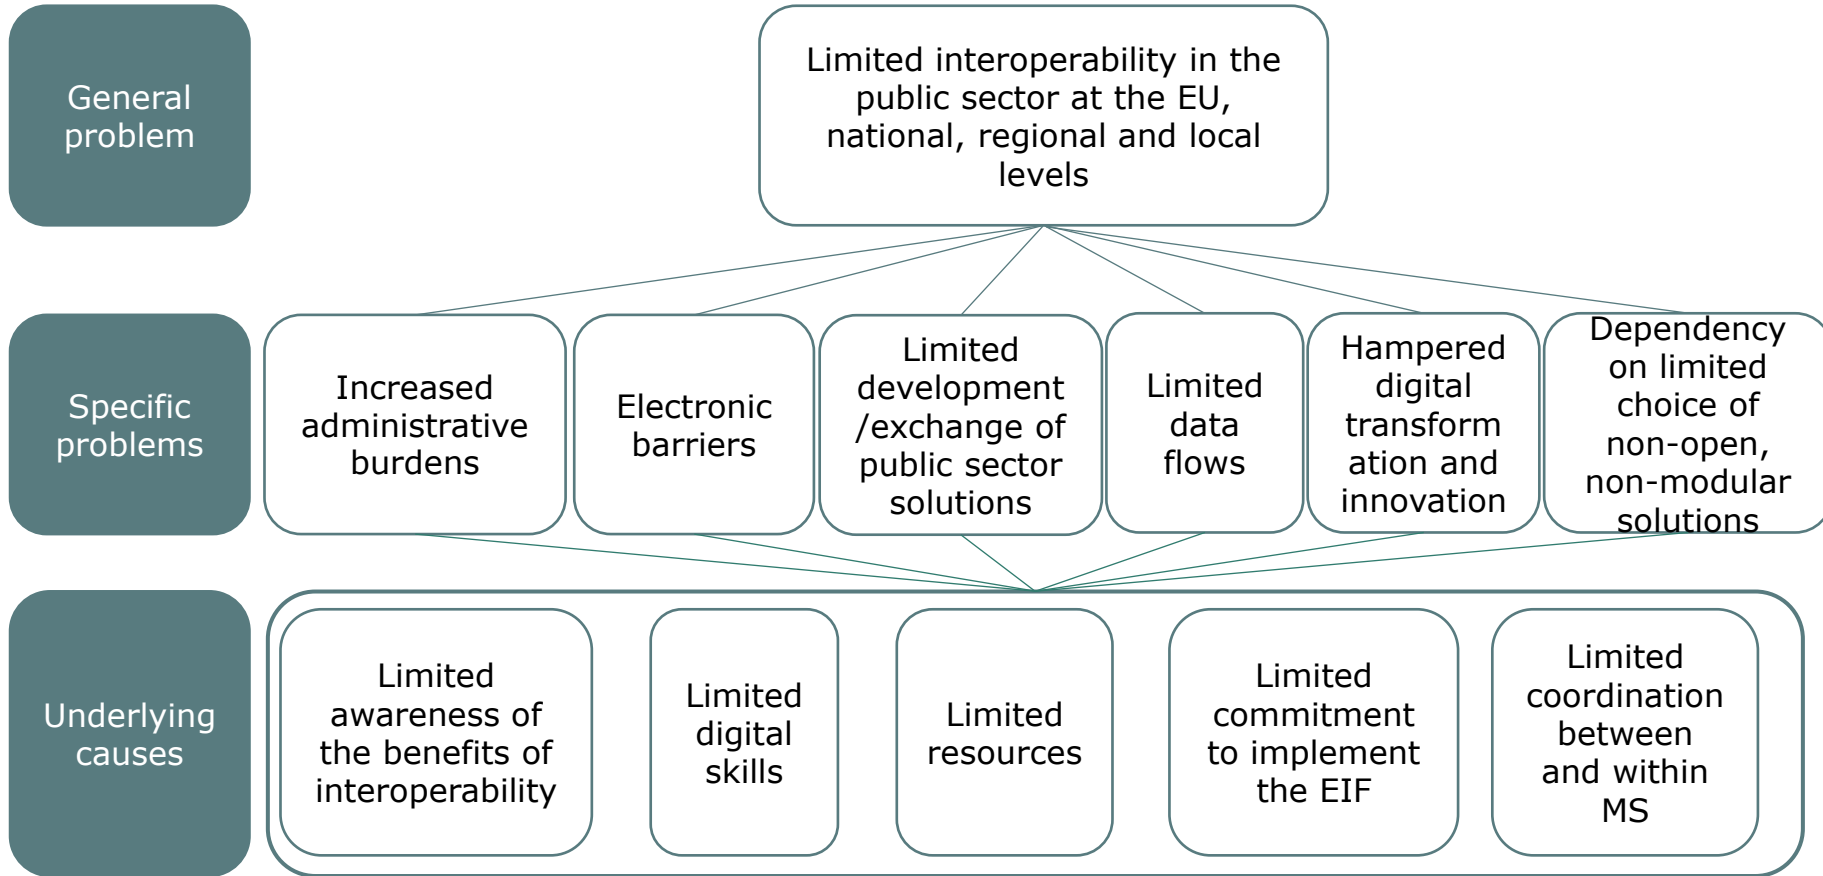 General
problem
Limited interoperability in the
public sector at the EU,
national, regional and local
levels
Specific
problems
Increased
administrative
burdens
Electronic
barriers
Limited
development
/exchange of
public sector
solutions
Limited
data
flows
Hampered
digital
transform
ation and
innovation
Dependency
on limited
choice of
non-open,
non-modular
solutions
Underlying
causes
Limited
awareness of
the benefits of
interoperability
Limited
digital
skills
Limited
resources
Limited
commitment
to implement
the EIF
Limited
coordination
between
and within
MS